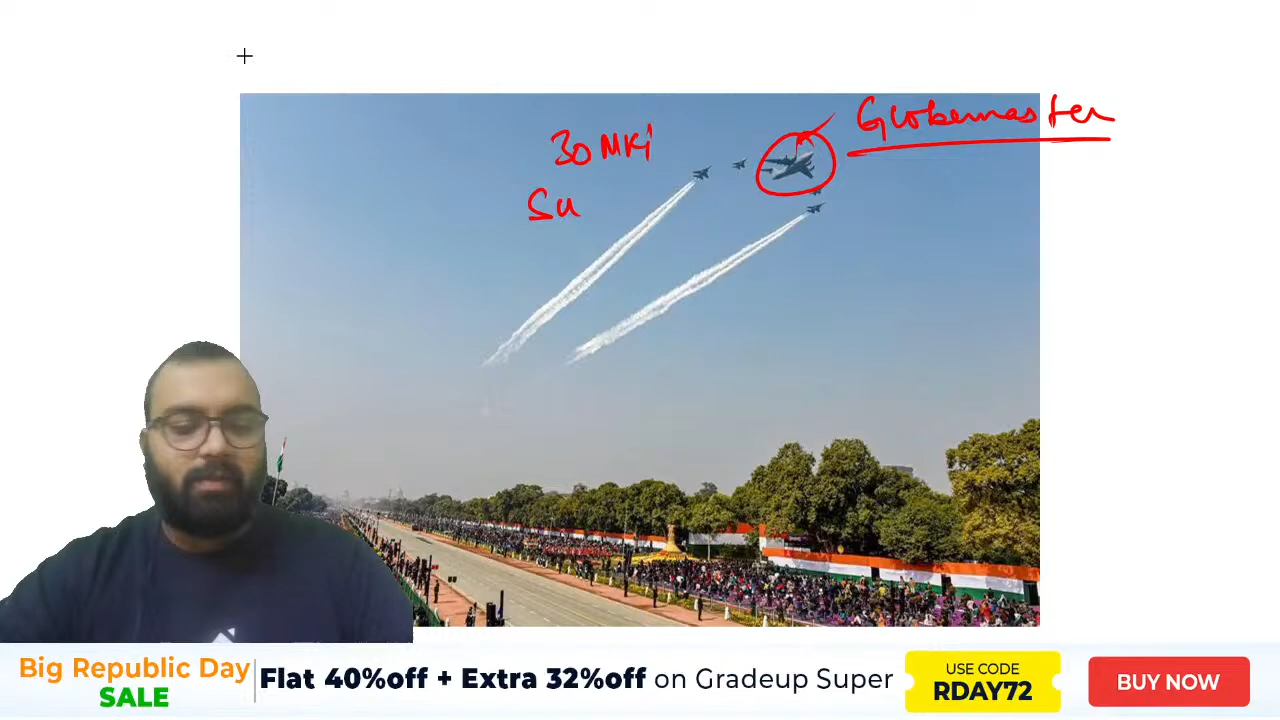 Globemaster
30 MKi
Su
Big Republic Day
SALE
Flat 40%off + Extra 32%off on Gradeup Super
USE CODE
RDAY72
BUY NOW